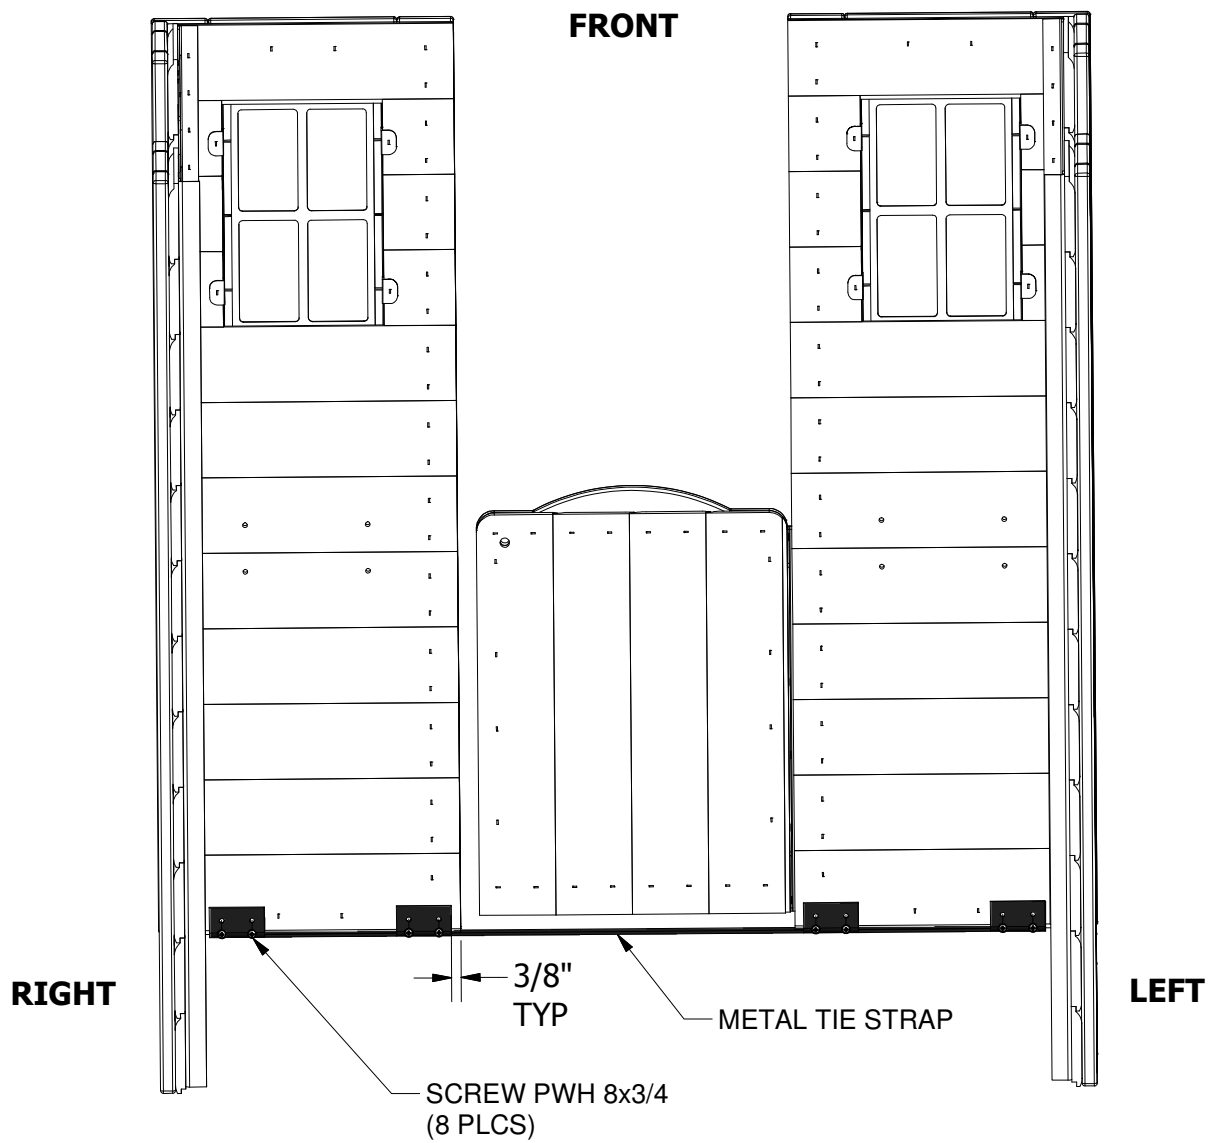 FRONT
3/8"
TYP
RIGHT
LEFT
METAL TIE STRAP
SCREW PWH 8x3/4
(8 PLCS)